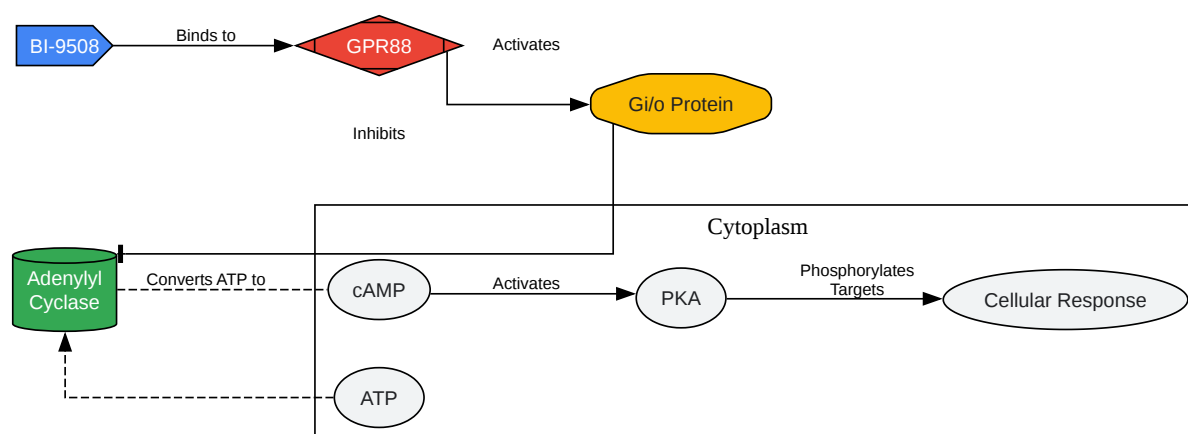 BI-9508
Binds to
GPR88
Activates
Gi/o Protein
Inhibits
Cytoplasm
Adenylyl
Cyclase
Converts ATP to
cAMP
Activates
PKA
Phosphorylates
Targets
Cellular Response
ATP